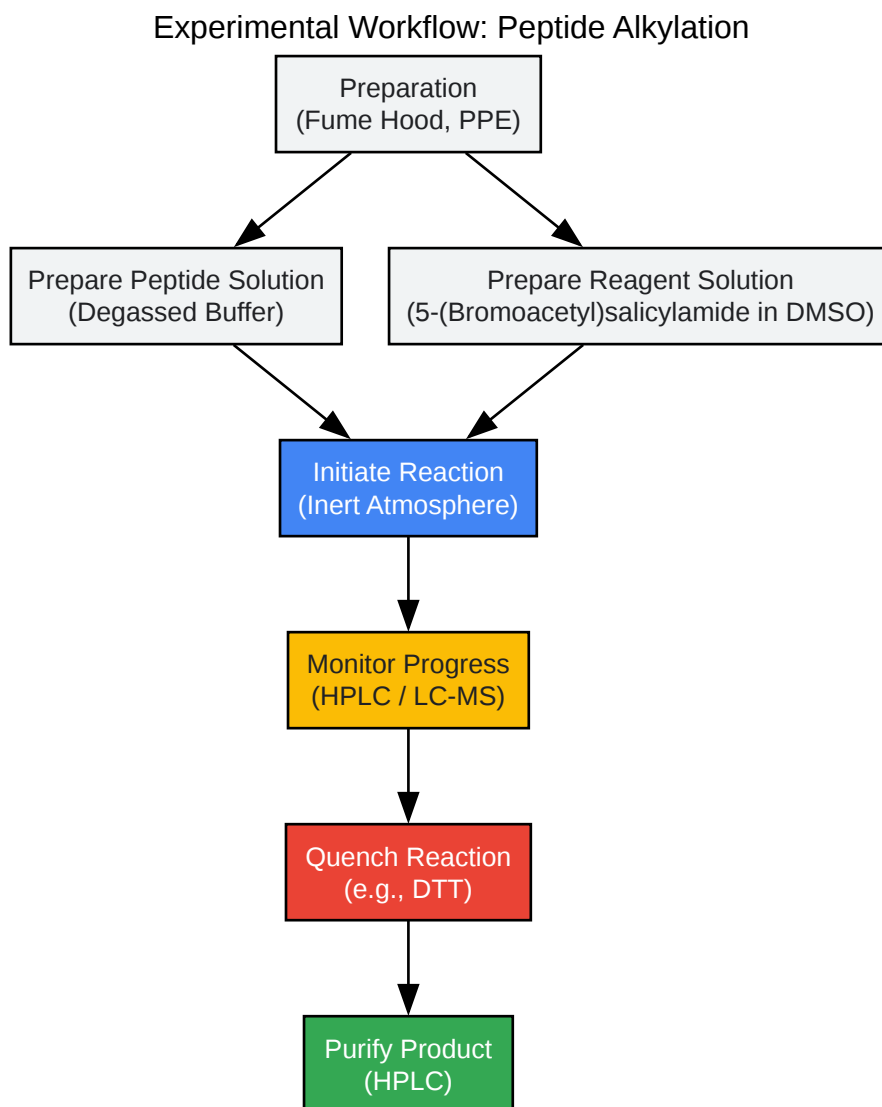 Experimental Workflow: Peptide Alkylation
Preparation
(Fume Hood, PPE)
Prepare Peptide Solution
(Degassed Buffer)
Prepare Reagent Solution
(5-(Bromoacetyl)salicylamide in DMSO)
Initiate Reaction
(Inert Atmosphere)
Monitor Progress
(HPLC / LC-MS)
Quench Reaction
(e.g., DTT)
Purify Product
(HPLC)